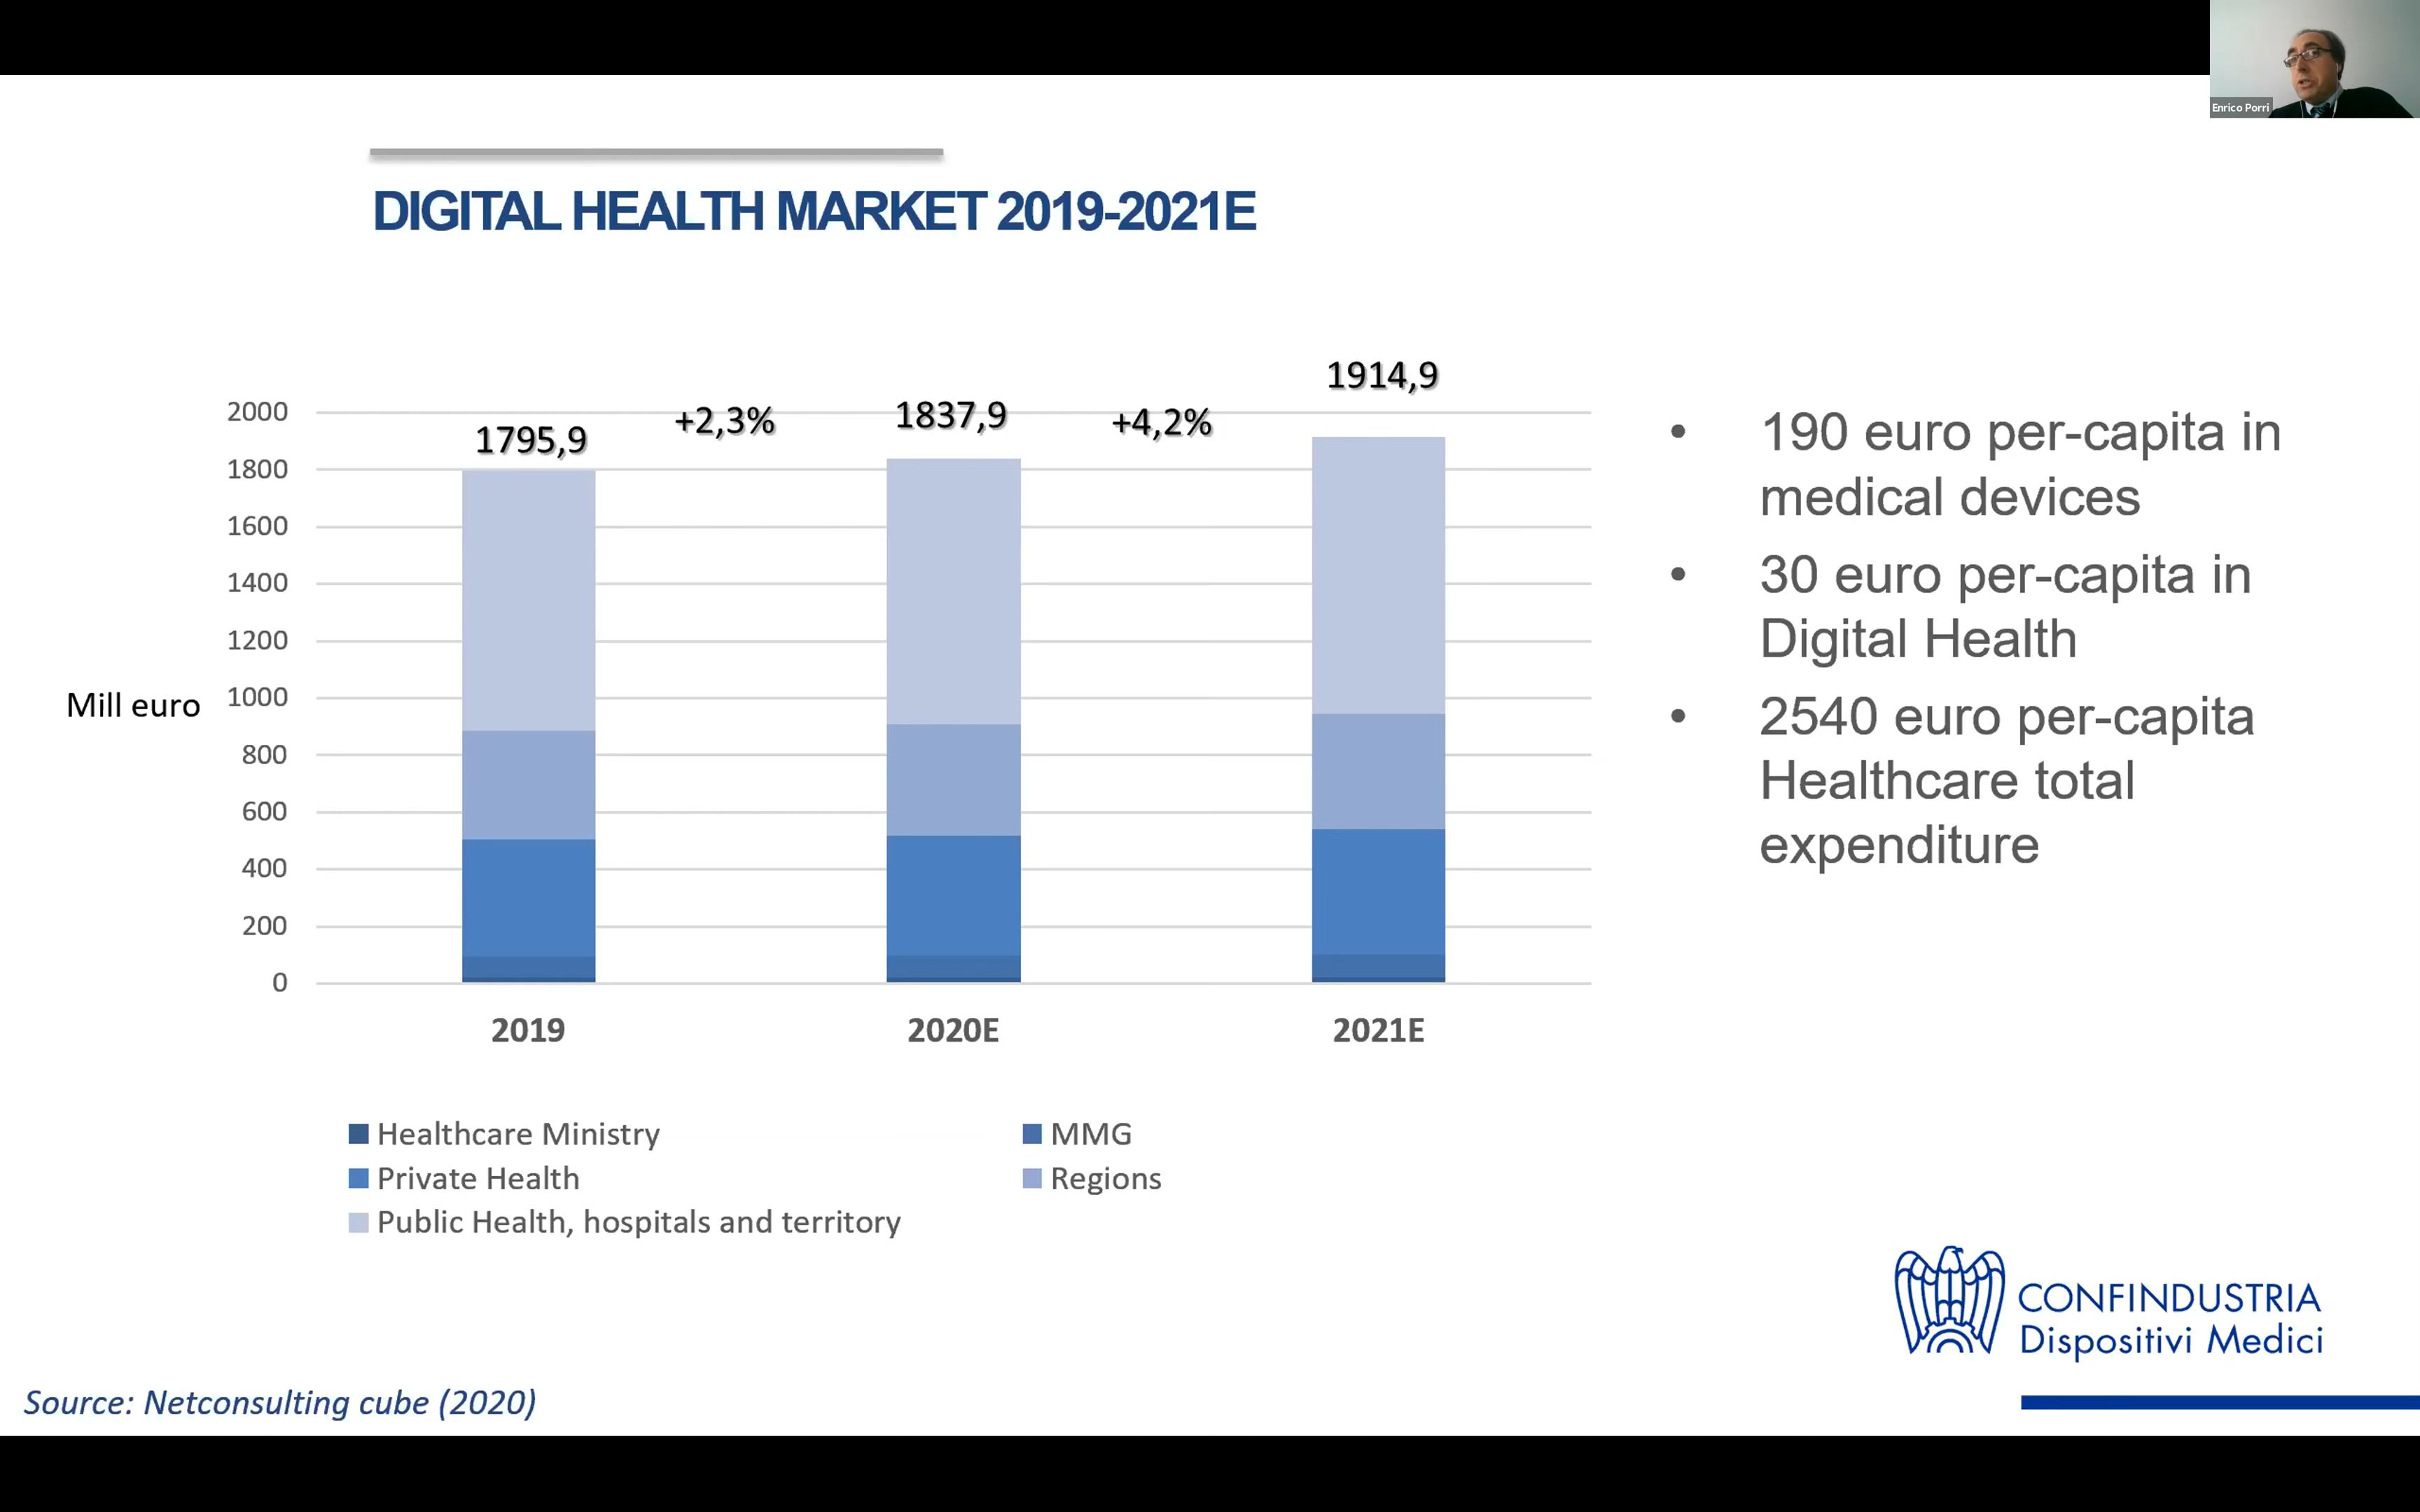 Enrico Porri
DIGITAL HEALTH MARKET 2019-2021E
1914,9
1837,9
1795,9
+2,3%
+4,2%
2000
1800
1600
1400
1200
1000
800
600
400
200
0
Mill euro
2019
2020E
2021E
Healthcare Ministry
MMG
Private Health
Regions
Public Health, hospitals and territory
• 190 euro per-capita in
medical devices
• 30 euro per-capita in
Digital Health
• 2540 euro per-capita
Healthcare total
expenditure
CONFINDUSTRIA
Dispositivi Medici
Source: Netconsulting cube (2020)